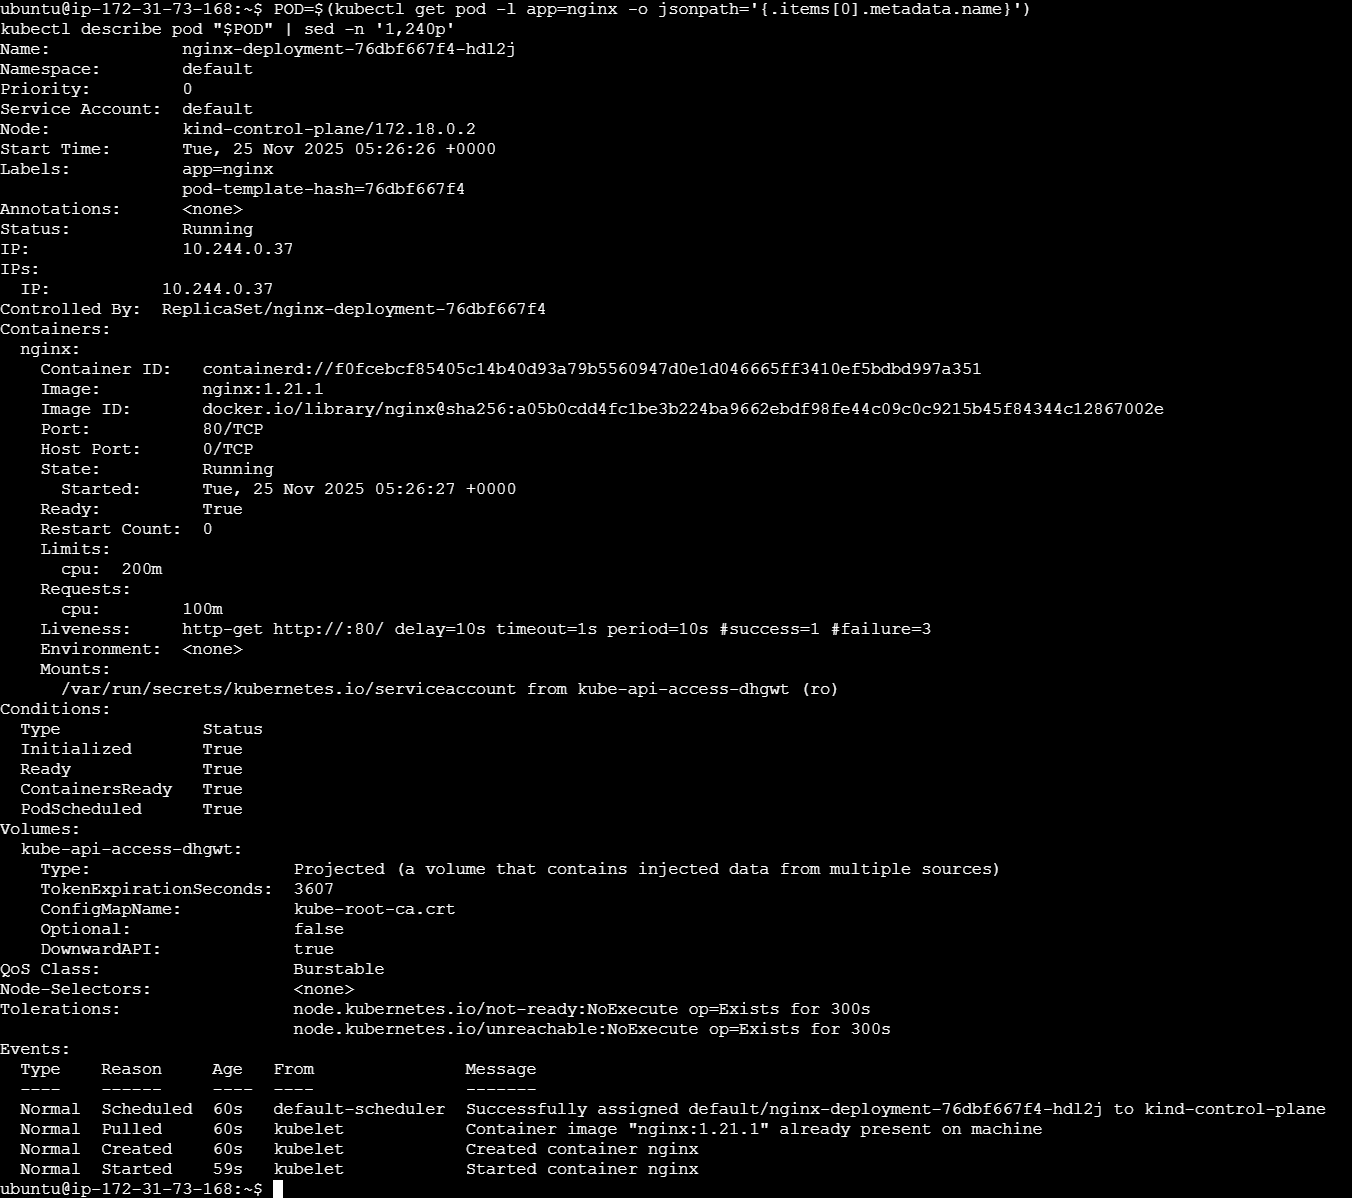 ubuntu@ip-172-31-73-168:~$ POD=$(kubectl get pod -l app=nginx -o jsonpath='{.items[0].metadata.name}')
kubectl describe pod "$POD" | sed -n '1,240p'
Name:             nginx-deployment-76dbf667f4-hdl2j
Namespace:        default
Priority:         0
Service Account:  default
Node:             kind-control-plane/172.18.0.2
Start Time:       Tue, 25 Nov 2025 05:26:26 +0000
Labels:           app=nginx
                  pod-template-hash=76dbf667f4
Annotations:      <none>
Status:           Running
IP:               10.244.0.37
IPs:
  IP:           10.244.0.37
Controlled By:  ReplicaSet/nginx-deployment-76dbf667f4
Containers:
  nginx:
    Container ID:   containerd://f0fcebcf85405c14b40d93a79b5560947d0e1d046665ff3410ef5bdbd997a351
    Image:          nginx:1.21.1
    Image ID:       docker.io/library/nginx@sha256:a05b0cdd4fc1be3b224ba9662ebdf98fe44c09c0c9215b45f84344c12867002e
    Port:           80/TCP
    Host Port:      0/TCP
    State:          Running
      Started:      Tue, 25 Nov 2025 05:26:27 +0000
    Ready:          True
    Restart Count:  0
    Limits:
      cpu:  200m
    Requests:
      cpu:        100m
    Liveness:     http-get http://:80/ delay=10s timeout=1s period=10s #success=1 #failure=3
    Environment:  <none>
    Mounts:
      /var/run/secrets/kubernetes.io/serviceaccount from kube-api-access-dhgwt (ro)
Conditions:
  Type              Status
  Initialized       True
  Ready             True
  ContainersReady   True
  PodScheduled      True
Volumes:
  kube-api-access-dhgwt:
    Type:                    Projected (a volume that contains injected data from multiple sources)
    TokenExpirationSeconds:  3607
    ConfigMapName:           kube-root-ca.crt
    Optional:                false
    DownwardAPI:             true
QoS Class:                   Burstable
Node-Selectors:              <none>
Tolerations:                 node.kubernetes.io/not-ready:NoExecute op=Exists for 300s
                             node.kubernetes.io/unreachable:NoExecute op=Exists for 300s
Events:
  Type    Reason     Age   From               Message
  ----    ------     ----  ----               -------
  Normal  Scheduled  60s   default-scheduler  Successfully assigned default/nginx-deployment-76dbf667f4-hdl2j to kind-control-plane
  Normal  Pulled     60s   kubelet            Container image "nginx:1.21.1" already present on machine
  Normal  Created    60s   kubelet            Created container nginx
  Normal  Started    59s   kubelet            Started container nginx
ubuntu@ip-172-31-73-168:~$